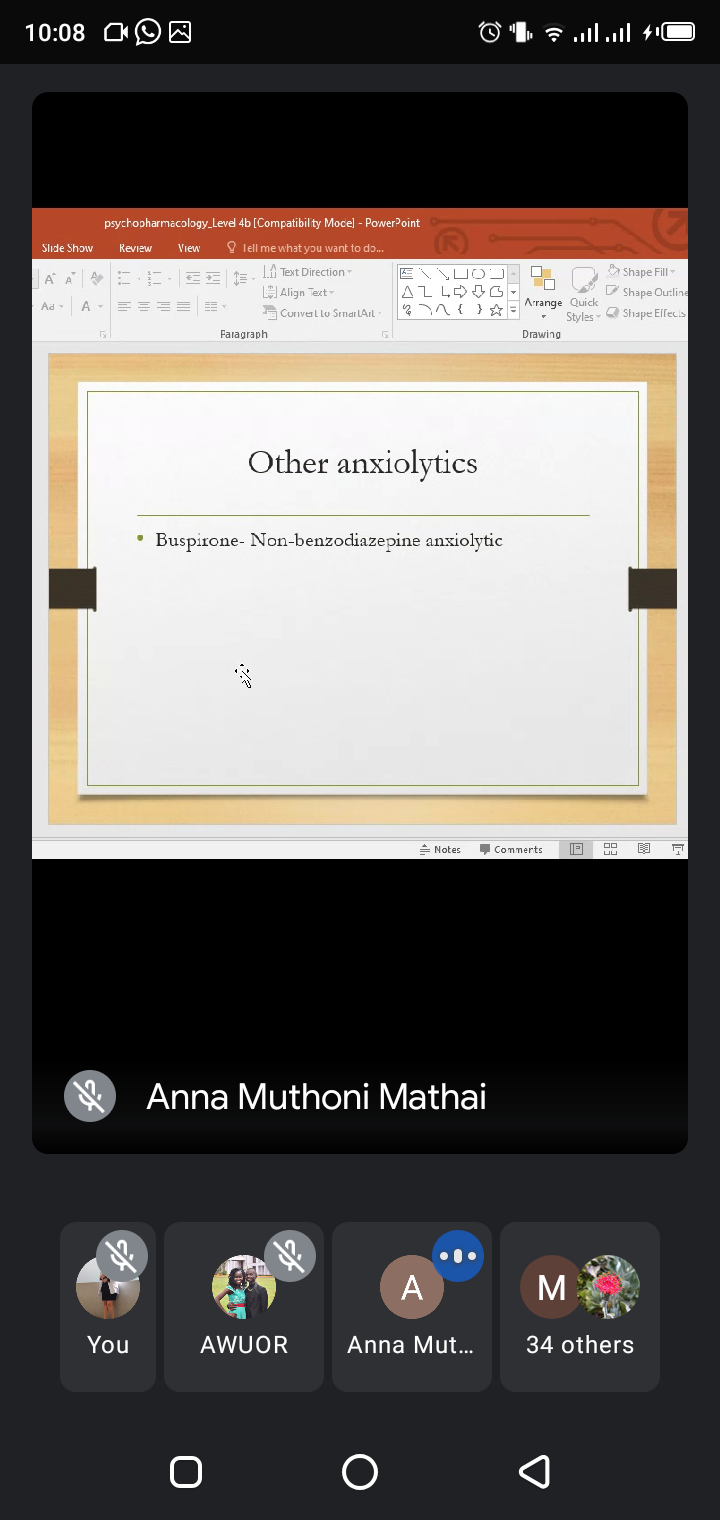 10:08
psychopharmacology_Level 4b [Compatibility Mode] - PowerPoint
Slide Show Review View Tell me what you want to do...
Text Direction
Shape Fill
Aa A
Align Text
Arrange Quick
Shape Outline
Convert to SmartArt
Styles
Shape Effects
Paragraph Drawing
Other anxiolytics
• Buspirone- Non-benzodiazepine anxiolytic
Notes Comments
Anna Muthoni Mathai
A M
You AWUOR Anna Mut... 34 others